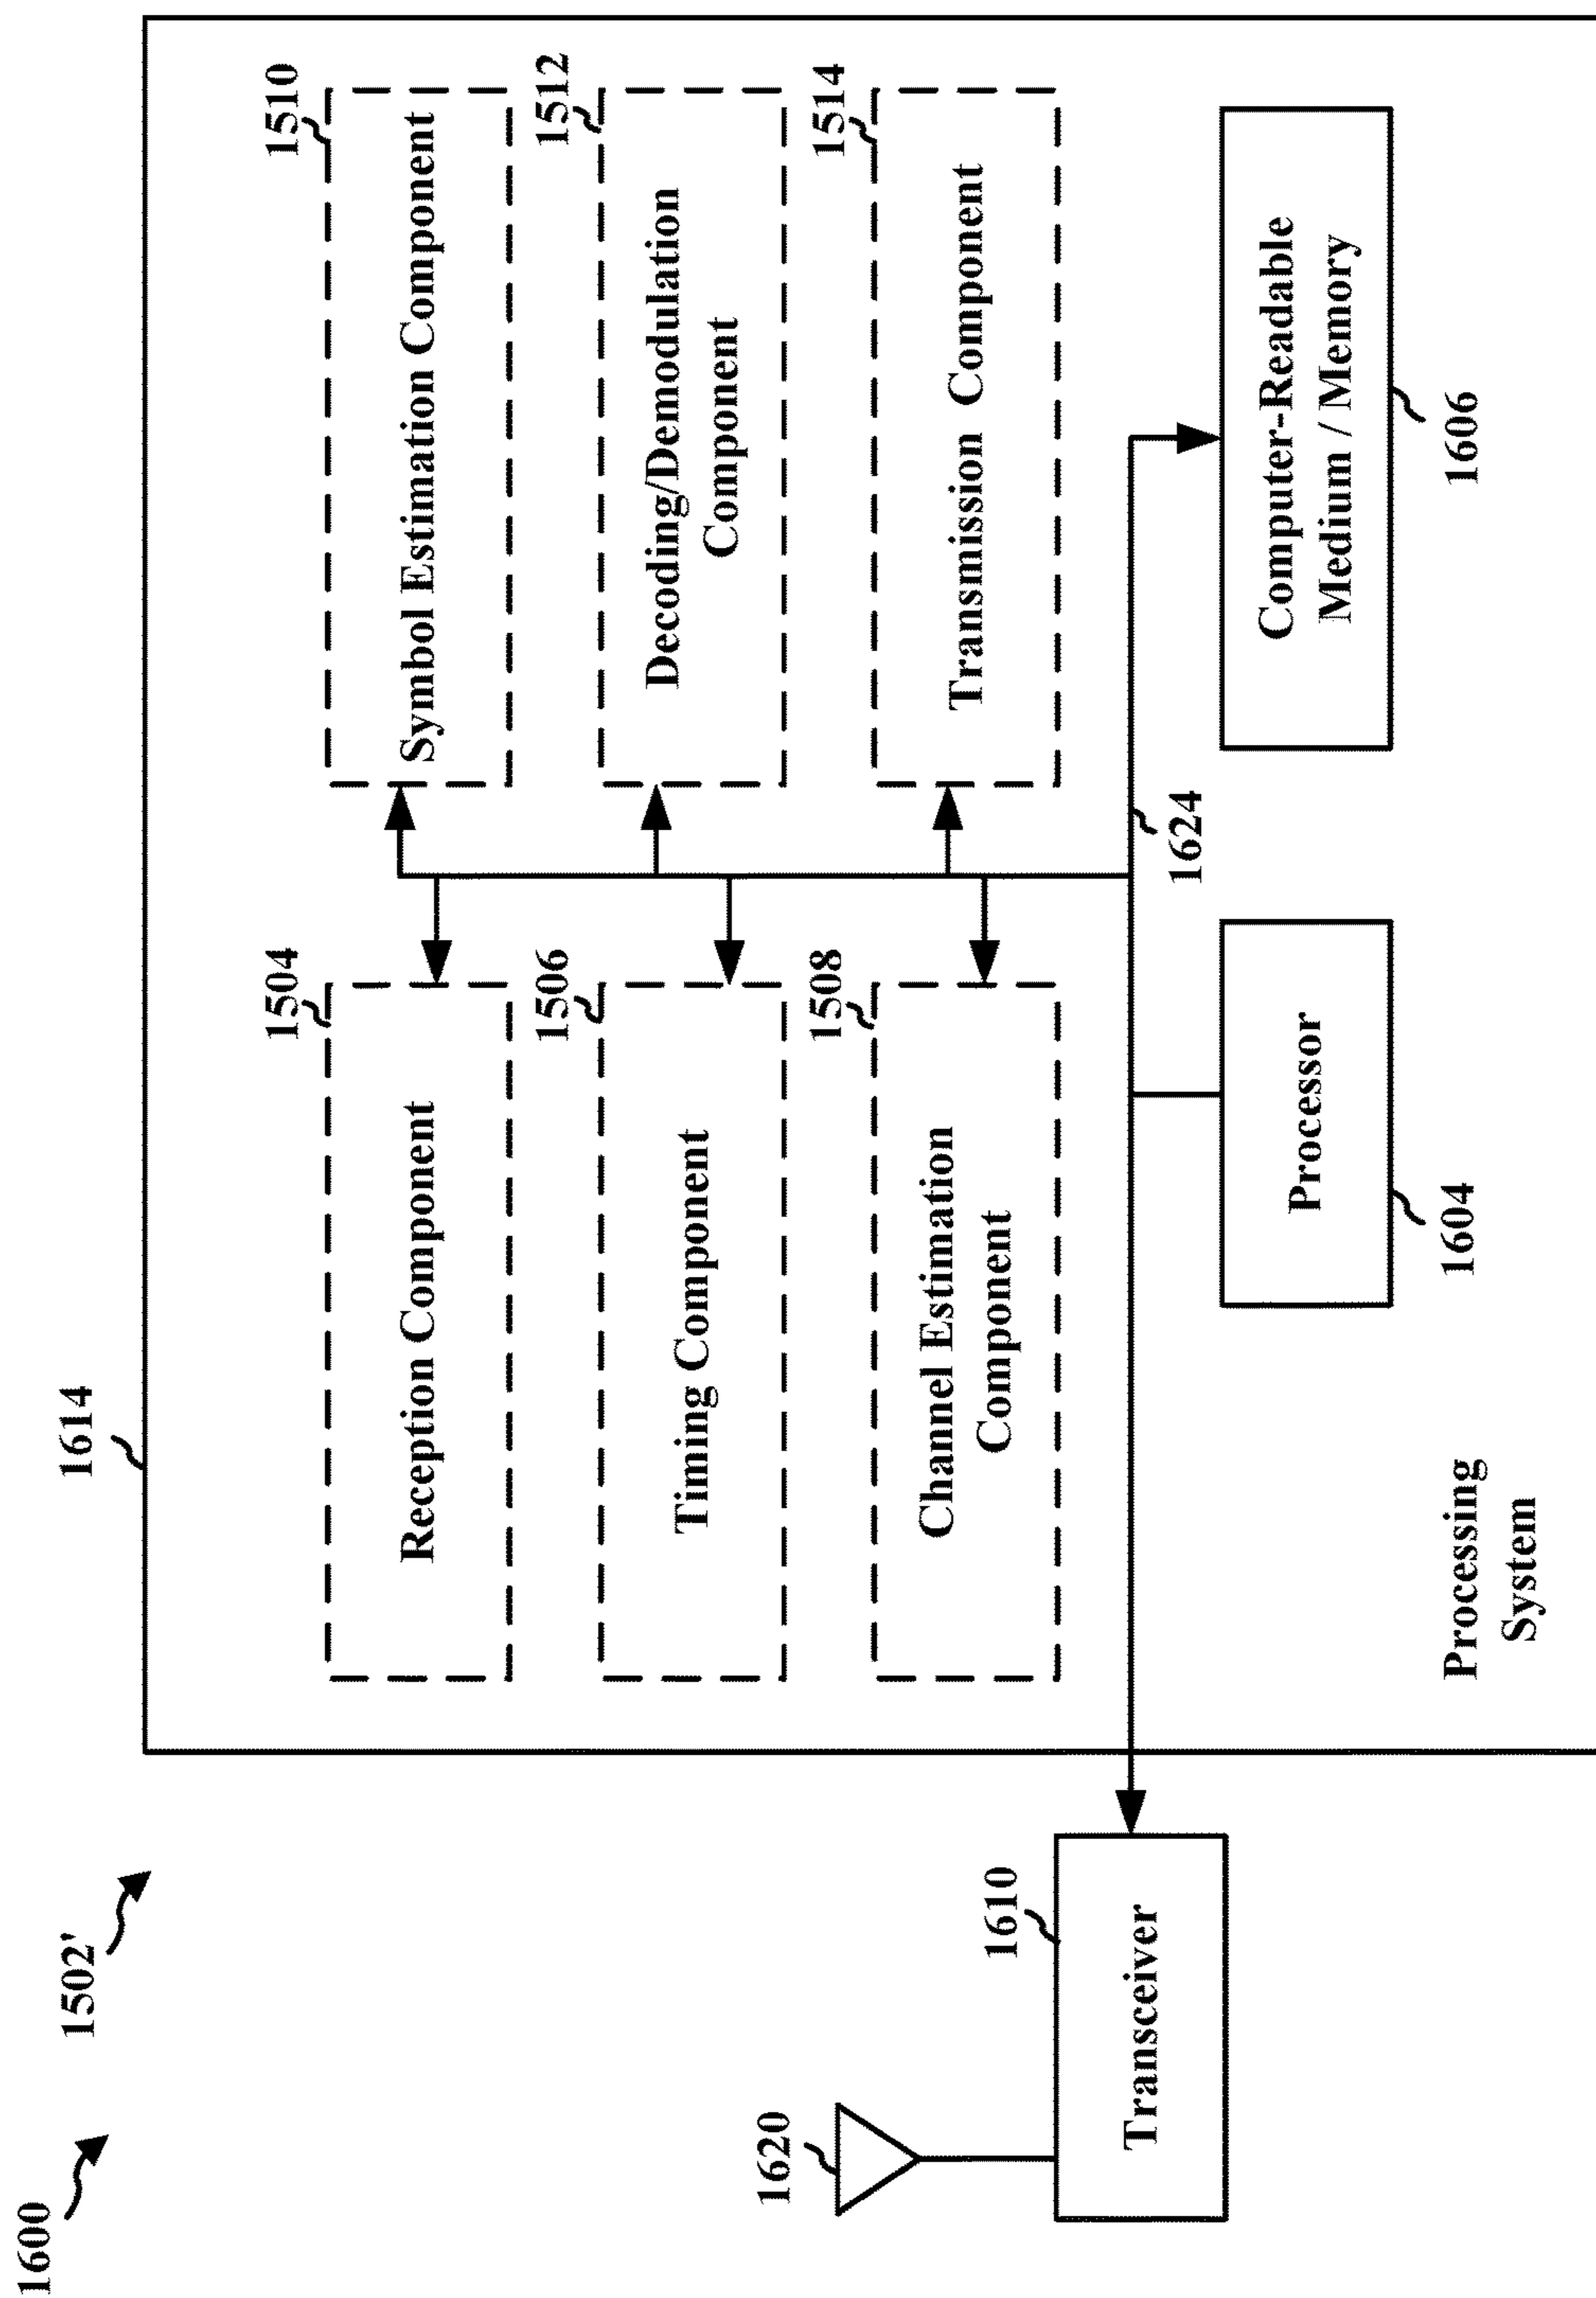 1600
1502'
1614
1504
Reception Component
1510
Symbol Estimation Component
1506
Timing Component
1512
Decoding/Demodulation
Component
1508
Channel Estimation
Component
1514
Transmission Component
1620
1610
Transceiver
1624
Processor
1604
Computer-Readable
Medium / Memory
1606
Processing
System